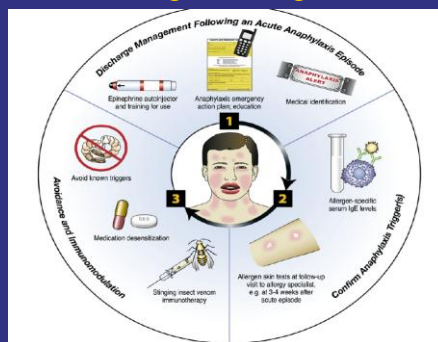 Discharge Management Following an Acute Anaphylaxis Episode
Epinephrine autoinjector
and training for use
Anaphylaxis emergency
action plan; education
ANAPHYLAXIS
ALERT
Medical identification
1
2
3
Allergen-specific
serum IgE levels
Allergen skin tests at follow-up
visit to allergy specialist,
e.g. at 3-4 weeks after
acute episode
Confirm Anaphylaxis Trigger(s)
Avoid known triggers
Medication desensitization
Stinging insect venom
immunotherapy
Avoidance and Immunomodulation